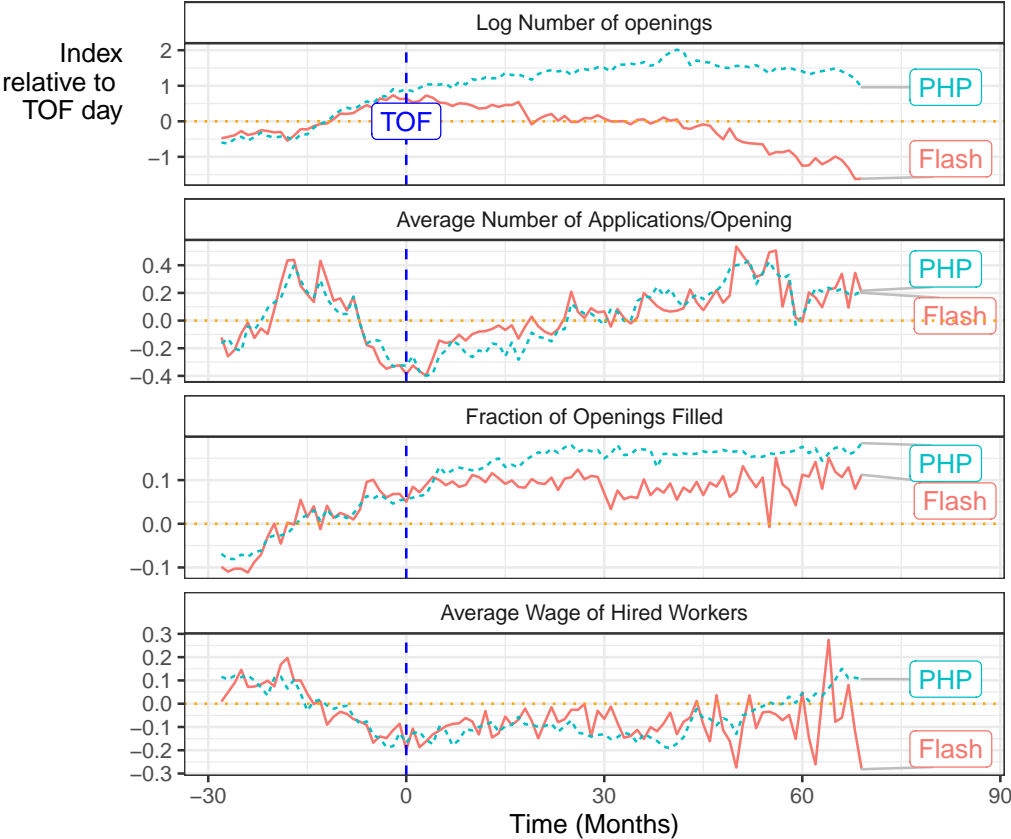 Log Number of openings
Index
relative to
TOF day
2
1
0
−1
PHP
TOF
Flash
Average Number of Applications/Opening
0.4
0.2
0.0
−0.2
−0.4
PHP
Flash
Fraction of Openings Filled
0.1
0.0
−0.1
PHP
Flash
Average Wage of Hired Workers
0.3
0.2
0.1
0.0
−0.1
−0.2
−0.3
PHP
Flash
−30 0 30 60 90
Time (Months)